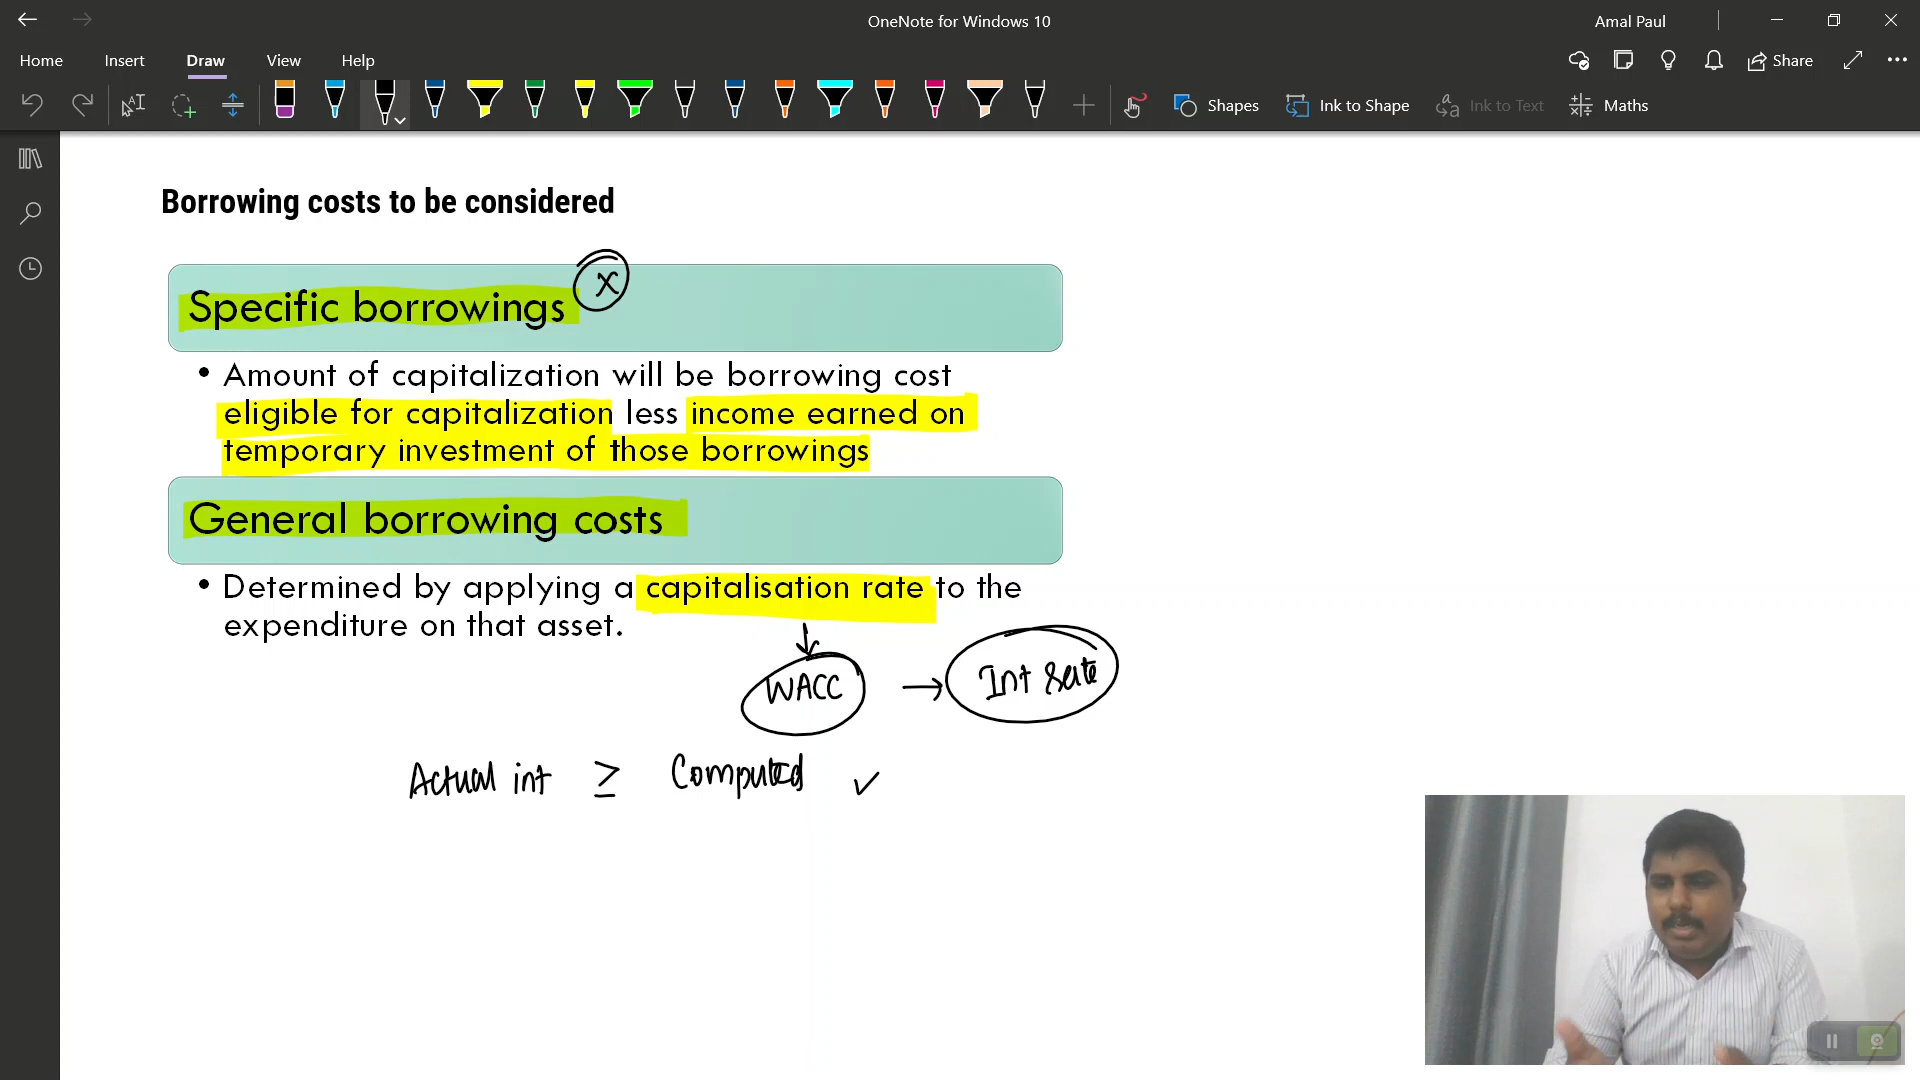 OneNote for Windows 10
Amal Paul
Home Insert Draw View Help
Share
Shapes Ink to Shape Ink to Text Maths
Borrowing costs to be considered
Specific borrowings X
• Amount of capitalization will be borrowing cost
eligible for capitalization less income earned on
temporary investment of those borrowings
General borrowing costs
• Determined by applying a capitalisation rate to the
expenditure on that asset.
WACC → Int rate
Actual int ≥ Computed ✓